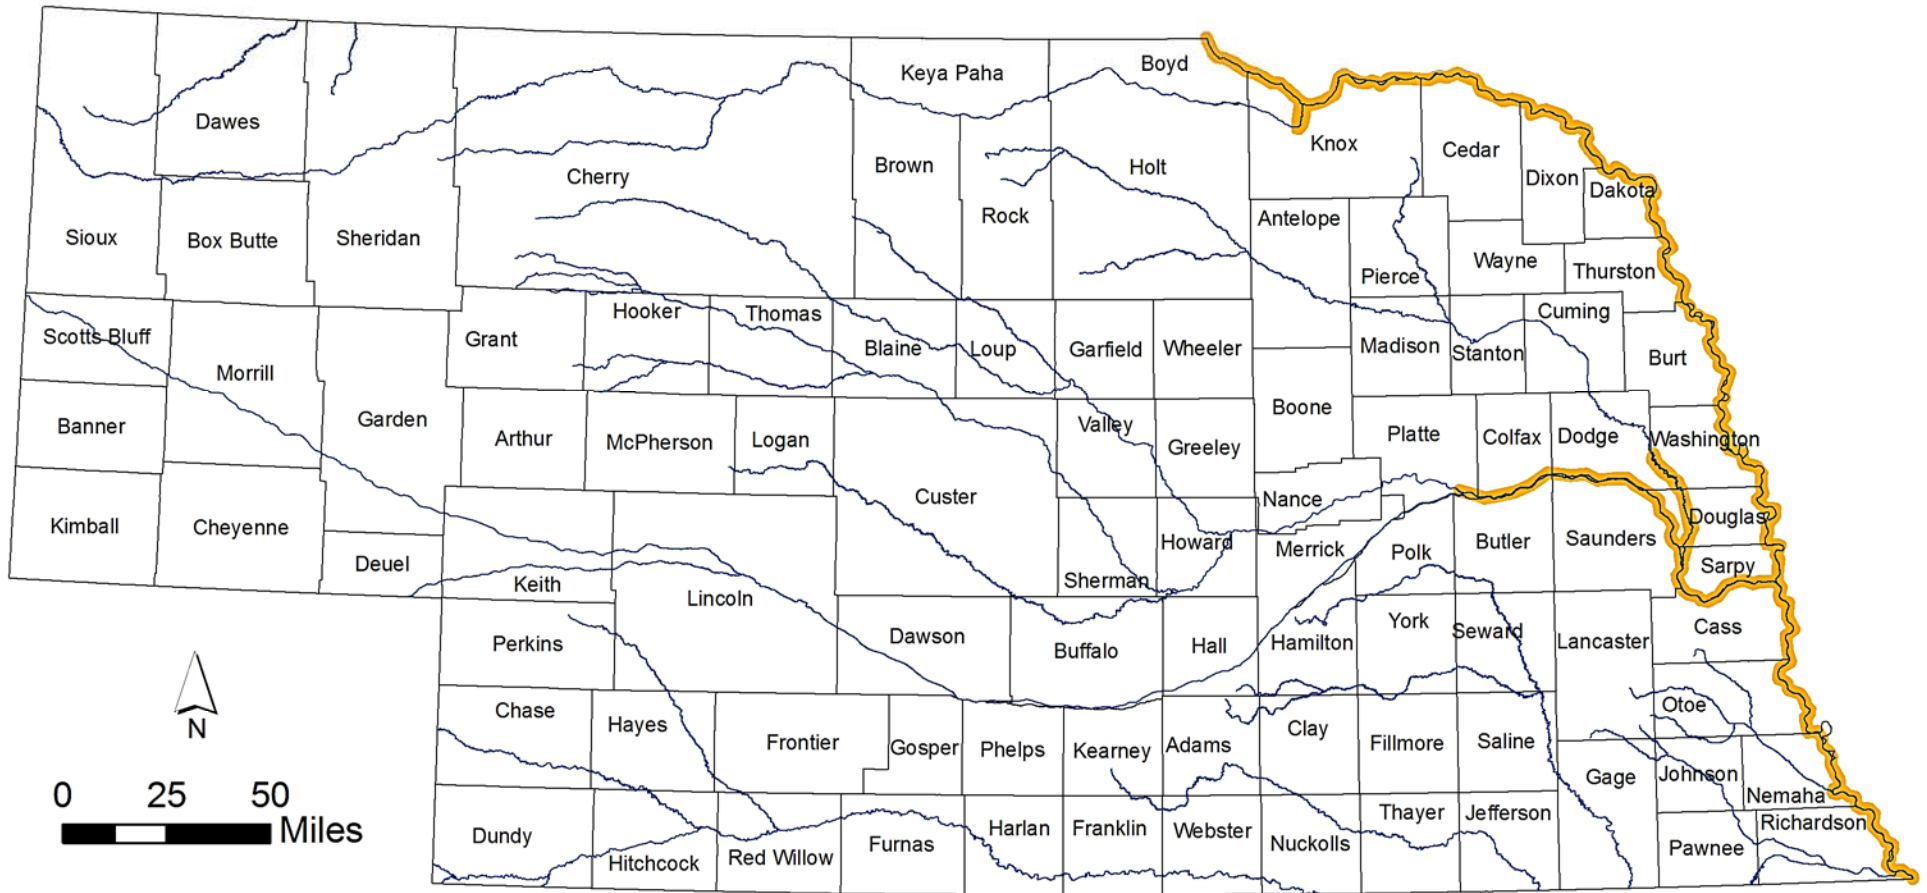 Keya Paha
Boyd
Dawes
Knox
Cedar
Cherry
Brown
Holt
Dixon
Dakota
Sioux
Box Butte
Sheridan
Rock
Antelope
Pierce
Wayne
Thurston
Scotts Bluff
Grant
Hooker
Thomas
Cuming
Morrill
Blaine
Loup
Garfield
Wheeler
Madison
Stanton
Burt
Banner
Garden
Arthur
McPherson
Logan
Valley
Greeley
Boone
Platte
Colfax
Dodge
Washington
Kimball
Cheyenne
Custer
Nance
Douglas
Deuel
Keith
Lincoln
Sherman
Howard
Merrick
Polk
Butler
Saunders
Sarpy
Perkins
Dawson
Buffalo
Hall
Hamilton
York
Seward
Lancaster
Cass
N
Chase
Hayes
Frontier
Gosper
Phelps
Kearney
Adams
Clay
Fillmore
Saline
Otoe
Gage
Johnson
Nemaha
0 25 50
Miles
Dundy
Hitchcock
Red Willow
Furnas
Harlan
Franklin
Webster
Nuckolls
Thayer
Jefferson
Pawnee
Richardson